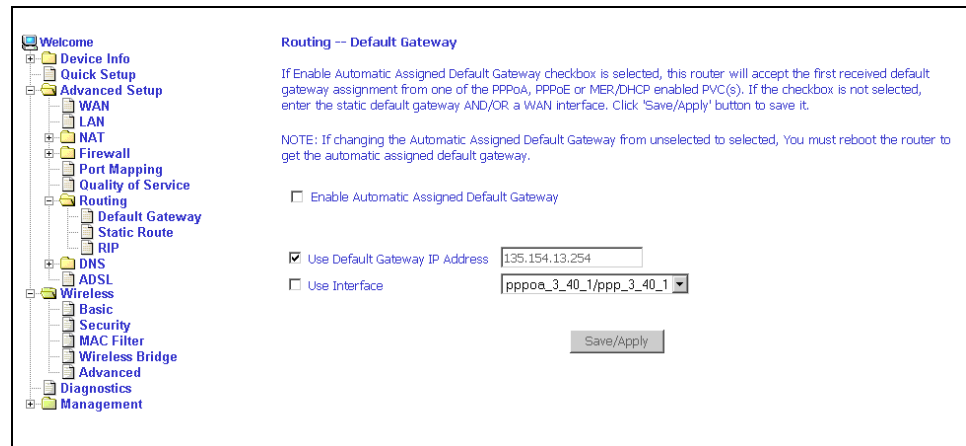 Welcome
Device Info
Quick Setup
Advanced Setup
WAN
LAN
NAT
Firewall
Port Mapping
Quality of Service
Routing
Default Gateway
Static Route
RIP
DNS
ADSL
Wireless
Basic
Security
MAC Filter
Wireless Bridge
Advanced
Diagnostics
Management
Routing -- Default Gateway
If Enable Automatic Assigned Default Gateway checkbox is selected, this router will accept the first received default
gateway assignment from one of the PPPoA, PPPoE or MER/DHCP enabled PVC(s). If the checkbox is not selected,
enter the static default gateway AND/OR a WAN interface. Click 'Save/Apply' button to save it.
NOTE: If changing the Automatic Assigned Default Gateway from unselected to selected, You must reboot the router to
get the automatic assigned default gateway.
Enable Automatic Assigned Default Gateway
Use Default Gateway IP Address 135.154.13.254
Use Interface pppoa_3_40_1/ppp_3_40_1
Save/Apply